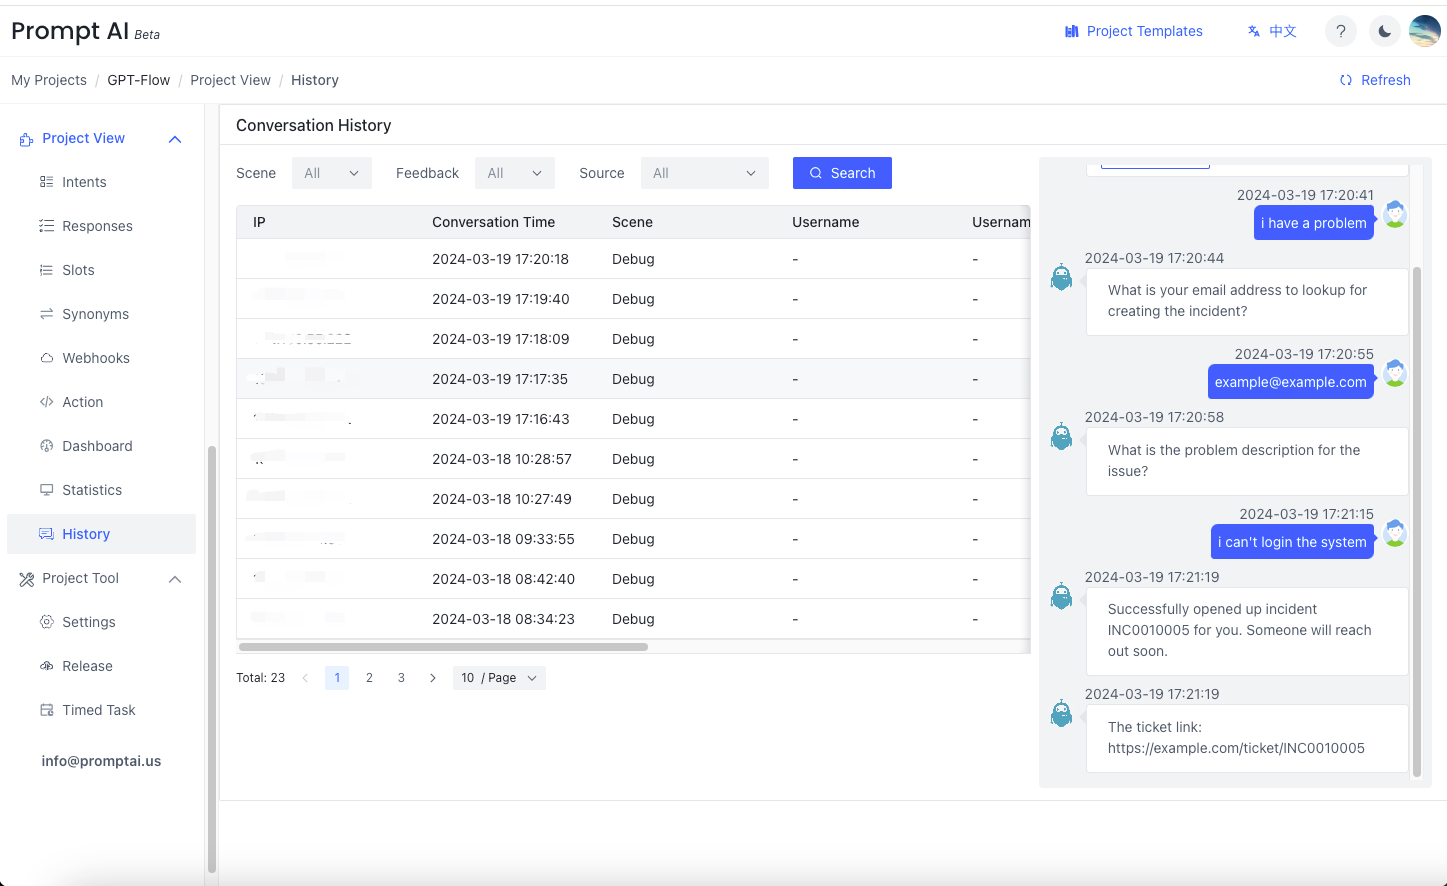 Prompt AI Beta
Project Templates
中文
?
My Projects / GPT-Flow / Project View / History
Refresh
Project View
Intents
Responses
Slots
Synonyms
Webhooks
Action
Dashboard
Statistics
History
Project Tool
Settings
Release
Timed Task
info@promptai.us
Conversation History
Scene All Feedback All Source All Search
IP Conversation Time Scene Username Usernam
2024-03-19 17:20:18 Debug - -
2024-03-19 17:19:40 Debug - -
2024-03-19 17:18:09 Debug - -
2024-03-19 17:17:35 Debug - -
2024-03-19 17:16:43 Debug - -
2024-03-18 10:28:57 Debug - -
2024-03-18 10:27:49 Debug - -
2024-03-18 09:33:55 Debug - -
2024-03-18 08:42:40 Debug - -
2024-03-18 08:34:23 Debug - -
Total: 23 < 1 2 3 > 10 / Page
2024-03-19 17:20:41
i have a problem
2024-03-19 17:20:44
What is your email address to lookup for
creating the incident?
2024-03-19 17:20:55
example@example.com
2024-03-19 17:20:58
What is the problem description for the
issue?
2024-03-19 17:21:15
i can't login the system
2024-03-19 17:21:19
Successfully opened up incident
INC0010005 for you. Someone will reach
out soon.
2024-03-19 17:21:19
The ticket link:
https://example.com/ticket/INC0010005